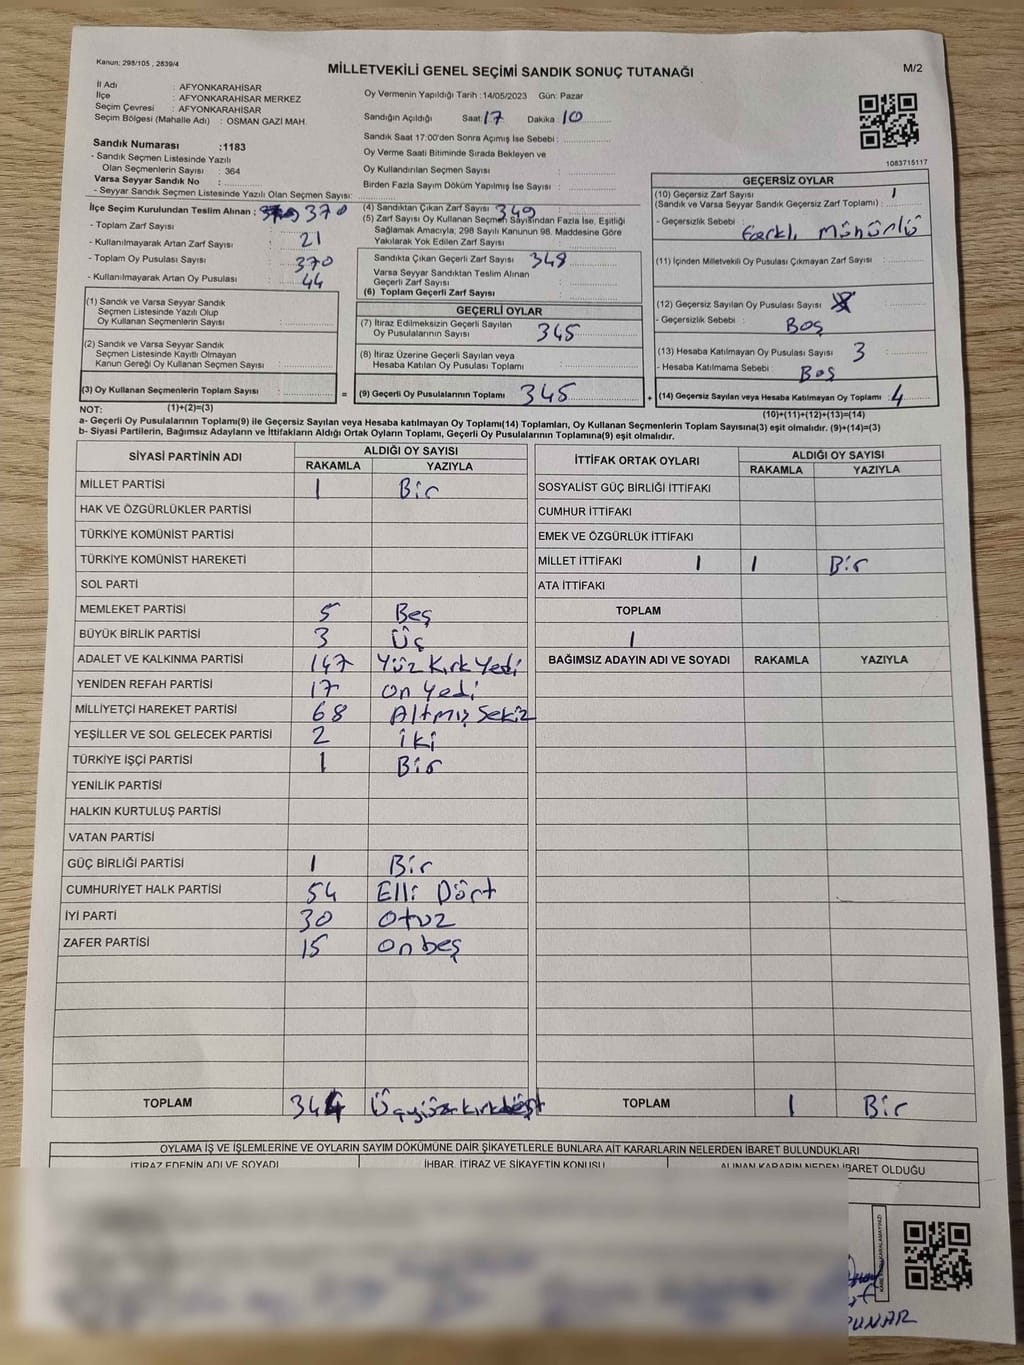 Kanun; 298/105 , 2839/4
MİLLETVEKİLİ GENEL SEÇİMİ SANDIK SONUÇ TUTANAĞI
M/2
İl Adı : AFYONKARAHİSAR
İlçe : AFYONKARAHİSAR MERKEZ
Seçim Çevresi : AFYONKARAHİSAR
Seçim Bölgesi (Mahalle Adı) : OSMAN GAZİ MAH.
Sandık Numarası :1183
- Sandık Seçmen Listesinde Yazılı
Olan Seçmenlerin Sayısı : 364
Varsa Seyyar Sandık No :
- Seyyar Sandık Seçmen Listesinde Yazılı Olan Seçmen Sayısı:
İlçe Seçim Kurulundan Teslim Alınan : 370
- Toplam Zarf Sayısı :
- Kullanılmayarak Artan Zarf Sayısı : 21
- Toplam Oy Pusulası Sayısı : 370
- Kullanılmayarak Artan Oy Pusulası : 44
(1) Sandık ve Varsa Seyyar Sandık
Seçmen Listesinde Yazılı Olup
Oy Kullanan Seçmenlerin Sayısı :
(2) Sandık ve Varsa Seyyar Sandık
Seçmen Listesinde Kayıtlı Olmayan
Kanun Gereği Oy Kullanan Seçmen Sayısı :
(3) Oy Kullanan Seçmenlerin Toplam Sayısı :
Oy Vermenin Yapıldığı Tarih :14/05/2023 Gün: Pazar
Sandığın Açıldığı Saat 17 Dakika 10
Sandık Saat 17:00'den Sonra Açımış İse Sebebi :
Oy Verme Saati Bitiminde Sırada Bekleyen ve
Oy Kullandırılan Seçmen Sayısı :
Birden Fazla Sayım Döküm Yapılmış İse Sayısı :
(4) Sandıktan Çıkan Zarf Sayısı : 349
(5) Zarf Sayısı Oy Kullanan Seçmen Sayısından Fazla İse, Eşitliği
Sağlamak Amacıyla; 298 Sayılı Kanunun 98. Maddesine Göre
Yakılarak Yok Edilen Zarf Sayısı :
Sandıkta Çıkan Geçerli Zarf Sayısı : 348
Varsa Seyyar Sandıktan Teslim Alınan
Geçerli Zarf Sayısı :
(6) Toplam Geçerli Zarf Sayısı :
GEÇERLİ OYLAR
(7) İtiraz Edilmeksizin Geçerli Sayılan
Oy Pusulalarının Sayısı : 345
(8) İtiraz Üzerine Geçerli Sayılan veya
Hesaba Katılan Oy Pusulası Toplamı :
= (9) Geçerli Oy Pusulalarının Toplamı : 345
1083715117
GEÇERSİZ OYLAR
(10) Geçersiz Zarf Sayısı 1
(Sandık ve Varsa Seyyar Sandık Geçersiz Zarf Toplamı) :
- Geçersizlik Sebebi : Farklı Mühürlü
(11) İçinden Milletvekili Oy Pusulası Çıkmayan Zarf Sayısı :
(12) Geçersiz Sayılan Oy Pusulası Sayısı :
- Geçersizlik Sebebi : Boş
(13) Hesaba Katılmayan Oy Pusulası Sayısı : 3
- Hesaba Katılmama Sebebi : Boş
+ (14) Geçersiz Sayılan veya Hesaba Katılmayan Oy Toplamı : 4
NOT: (1)+(2)=(3)
(10)+(11)+(12)+(13)=(14)
a- Geçerli Oy Pusulalarının Toplamı(9) ile Geçersiz Sayılan veya Hesaba Katılmayan Oy Toplamı(14) Toplamları, Oy Kullanan Seçmenlerin Toplam Sayısına(3) eşit olmalıdır. (9)+(14)=(3)
b- Siyasi Partilerin, Bağımsız Adayların ve İttifakların Aldığı Ortak Oyların Toplamı, Geçerli Oy Pusulalarının Toplamına(9) eşit olmalıdır.
SİYASİ PARTİNİN ADI ALDIĞI OY SAYISI
RAKAMLA YAZIYLA
MİLLET PARTİSİ 1 Bir
HAK VE ÖZGÜRLÜKLER PARTİSİ
TÜRKİYE KOMÜNİST PARTİSİ
TÜRKİYE KOMÜNİST HAREKETİ
SOL PARTİ
MEMLEKET PARTİSİ 5 Beş
BÜYÜK BİRLİK PARTİSİ 3 Üç
ADALET VE KALKINMA PARTİSİ 147 Yüz Kırk Yedi
YENİDEN REFAH PARTİSİ 17 on Yedi
MİLLİYETÇİ HAREKET PARTİSİ 68 Altmış Sekiz
YEŞİLLER VE SOL GELECEK PARTİSİ 2 iki
TÜRKİYE İŞÇİ PARTİSİ 1 Bir
YENİLİK PARTİSİ
HALKIN KURTULUŞ PARTİSİ
VATAN PARTİSİ
GÜÇ BİRLİĞİ PARTİSİ 1 Bir
CUMHURİYET HALK PARTİSİ 54 Elli Dört
İYİ PARTİ 30 otuz
ZAFER PARTİSİ 15 on beş
TOPLAM 344
İTTİFAK ORTAK OYLARI ALDIĞI OY SAYISI
RAKAMLA YAZIYLA
SOSYALİST GÜÇ BİRLİĞİ İTTİFAKI
CUMHUR İTTİFAKI
EMEK VE ÖZGÜRLÜK İTTİFAKI
MİLLET İTTİFAKI 1 1 Bir
ATA İTTİFAKI
TOPLAM
1
BAĞIMSIZ ADAYIN ADI VE SOYADI RAKAMLA YAZIYLA
TOPLAM 1 Bir
OYLAMA İŞ VE İŞLEMLERİNE VE OYLARIN SAYIM DÖKÜMÜNE DAİR ŞİKAYETLERLE BUNLARA AİT KARARLARIN NELERDEN İBARET BULUNDUKLARI
İTİRAZ EDENİN ADI VE SOYADI İHBAR, İTİRAZ VE ŞİKAYETİN KONUSU ALINAN KARARIN NEDEN İBARET OLDUĞU